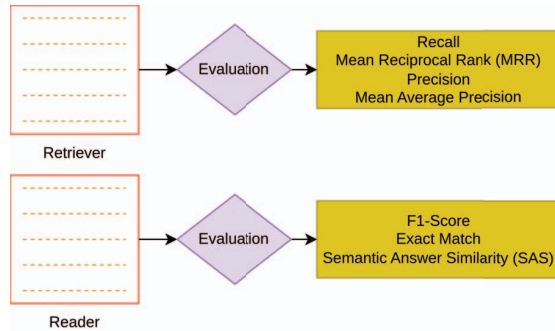 Evaluation
Recall
Mean Reciprocal Rank (MRR)
Precision
Mean Average Precision
Retriever
Evaluation
F1-Score
Exact Match
Semantic Answer Similarity (SAS)
Reader